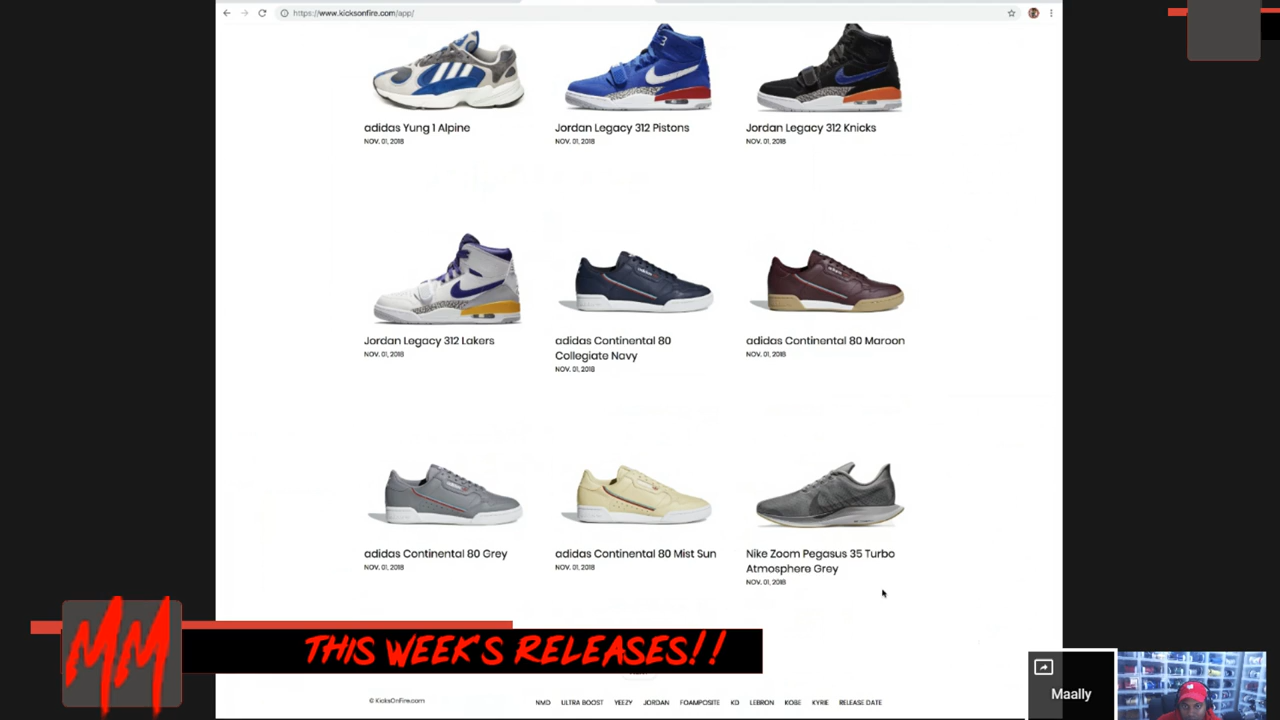 https://www.kicksonfire.com/app/
adidas Yung 1 Alpine
NOV. 01, 2018
Jordan Legacy 312 Pistons
NOV. 01, 2018
Jordan Legacy 312 Knicks
NOV. 01, 2018
Jordan Legacy 312 Lakers
NOV. 01, 2018
adidas Continental 80
Collegiate Navy
NOV. 01, 2018
adidas Continental 80 Maroon
NOV. 01, 2018
adidas Continental 80 Grey
NOV. 01, 2018
adidas Continental 80 Mist Sun
NOV. 01, 2018
Nike Zoom Pegasus 35 Turbo
Atmosphere Grey
NOV. 01, 2018
MM
THIS WEEK'S RELEASES!!
© KicksOnFire.com
NMD ULTRA BOOST YEEZY JORDAN FOAMPOSITE KD LEBRON KOBE KYRIE RELEASE DATE
Maally